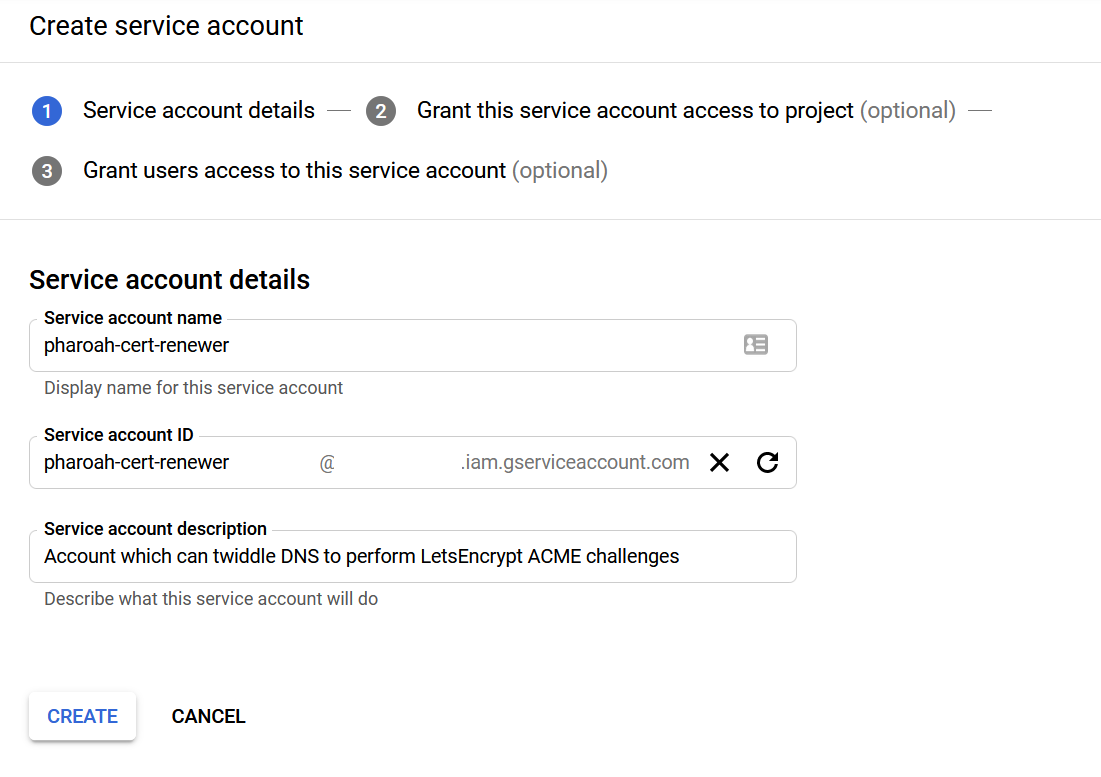 Create service account
1 Service account details 2 Grant this service account access to project (optional)
3 Grant users access to this service account (optional)
Service account details
Service account name
pharoah-cert-renewer
Display name for this service account
Service account ID
pharoah-cert-renewer @ .iam.gserviceaccount.com
Service account description
Account which can twiddle DNS to perform LetsEncrypt ACME challenges
Describe what this service account will do
CREATE CANCEL